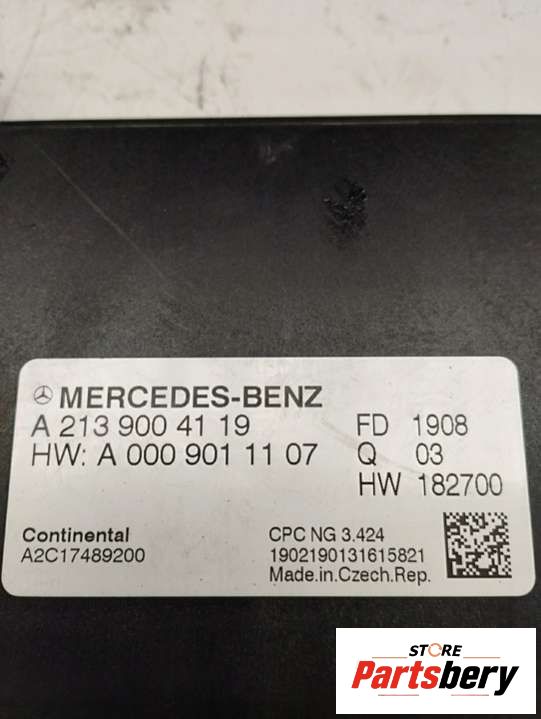 MERCEDES-BENZ
A 213 900 41 19 FD 1908
HW: A 000 901 11 07 Q 03
HW 182700
Continental CPC NG 3.424
A2C17489200 1902190131615821
Made.in.Czech.Rep.
STORE
Partsbery